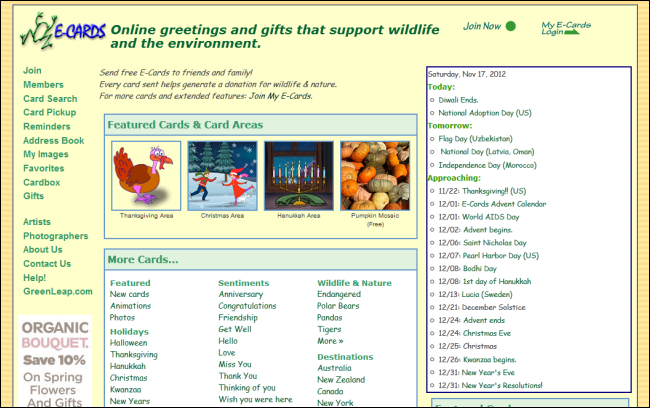 E-CARDS
Online greetings and gifts that support wildlife
and the environment.
Join Now
My E-Cards
Login
Join
Members
Card Search
Card Pickup
Reminders
Address Book
My Images
Favorites
Cardbox
Gifts
Artists
Photographers
About Us
Contact Us
Help!
GreenLeap.com
ORGANIC
BOUQUET.
Save 10%
On Spring
Flowers
And Gifts
Send free E-Cards to friends and family!
Every card sent helps generate a donation for wildlife & nature.
For more cards and extended features: Join My E-Cards.
Featured Cards & Card Areas
Thanksgiving Area
Christmas Area
Hanukkah Area
Pumpkin Mosaic
(Free)
More Cards...
Featured
New cards
Animations
Photos
Holidays
Halloween
Thanksgiving
Hanukkah
Christmas
Kwanzaa
New Years
Sentiments
Anniversary
Congratulations
Friendship
Get Well
Hello
Love
Miss You
Thank You
Thinking of you
Wish you were here
Wildlife & Nature
Endangered
Polar Bears
Pandas
Tigers
More »
Destinations
Australia
New Zealand
Canada
New York
Saturday, Nov 17, 2012
Today:
Diwali Ends.
National Adoption Day (US)
Tomorrow:
Flag Day (Uzbekistan)
National Day (Latvia, Oman)
Independence Day (Morocco)
Approaching:
11/22: Thanksgiving!! (US)
12/01: E-Cards Advent Calendar
12/01: World AIDS Day
12/02: Advent begins.
12/06: Saint Nicholas Day
12/07: Pearl Harbor Day (US)
12/08: Bodhi Day
12/08: 1st day of Hanukkah
12/13: Lucia (Sweden)
12/21: December Solstice
12/24: Advent ends
12/24: Christmas Eve
12/25: Christmas
12/26: Kwanzaa begins.
12/31: New Year's Eve
12/31: New Year's Resolutions!